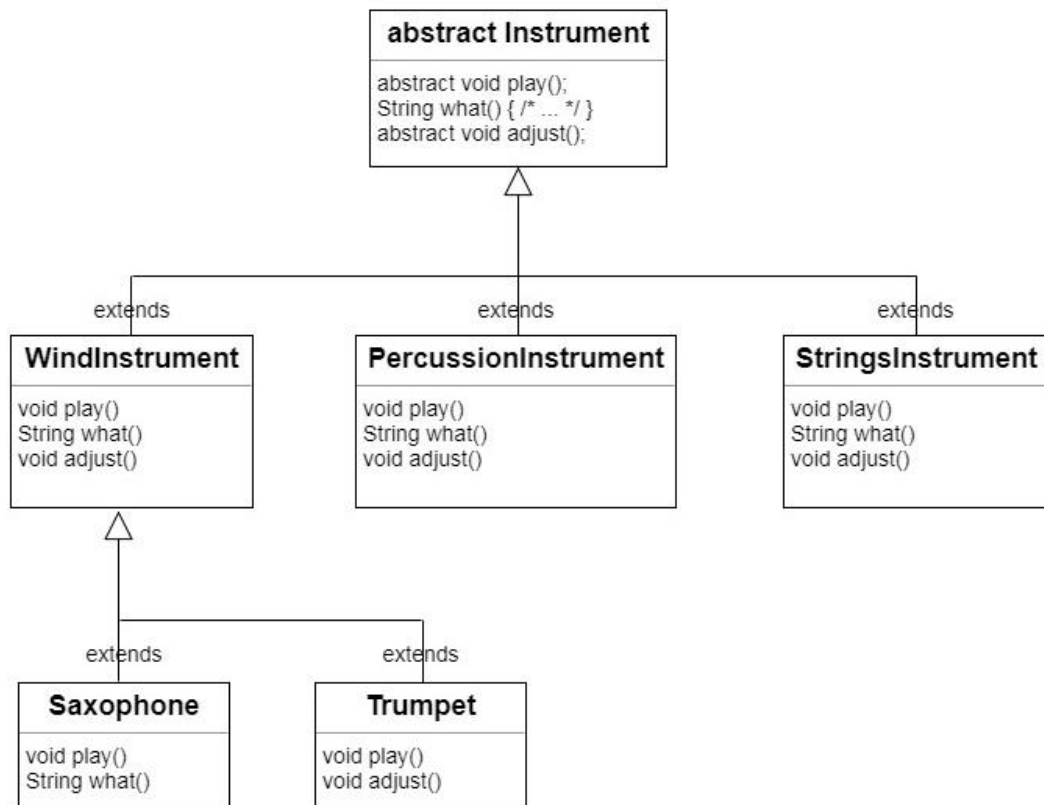 abstract Instrument
abstract void play();
String what() { /* ... */ }
abstract void adjust();
extends
extends
extends
WindInstrument
void play()
String what()
void adjust()
PercussionInstrument
void play()
String what()
void adjust()
StringsInstrument
void play()
String what()
void adjust()
extends
extends
Saxophone
void play()
String what()
Trumpet
void play()
void adjust()